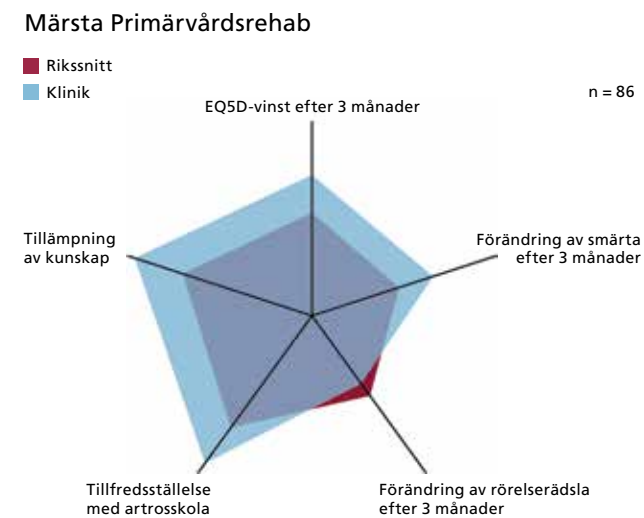 Märsta Primärvårdsrehab
Rikssnitt
Klinik
n = 86
EQ5D-vinst efter 3 månader
Tillämpning
av kunskap
Förändring av smärta
efter 3 månader
Tillfredsställelse
med artrosskola
Förändring av rörelserädsla
efter 3 månader